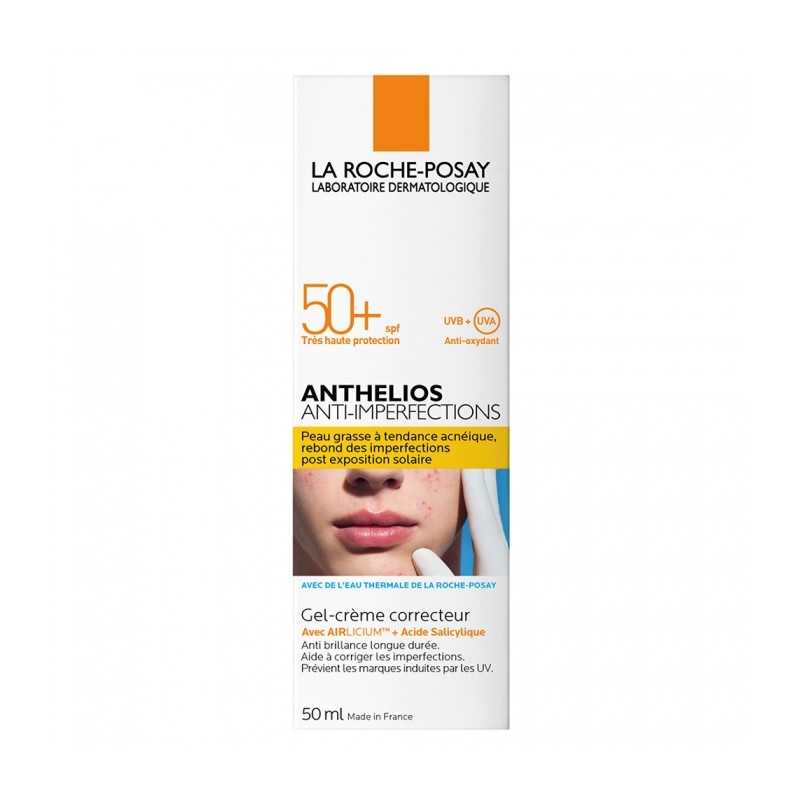 LA ROCHE-POSAY
LABORATOIRE DERMATOLOGIQUE
50+ spf
Très haute protection
UVB + UVA
Anti-oxydant
ANTHELIOS
ANTI-IMPERFECTIONS
Peau grasse à tendance acnéique,
rebond des imperfections
post exposition solaire
AVEC DE L'EAU THERMALE DE LA ROCHE-POSAY
Gel-crème correcteur
Avec AIRLICIUM™ + Acide Salicylique
Anti brillance longue durée.
Aide à corriger les imperfections.
Prévient les marques induites par les UV.
50 ml Made in France